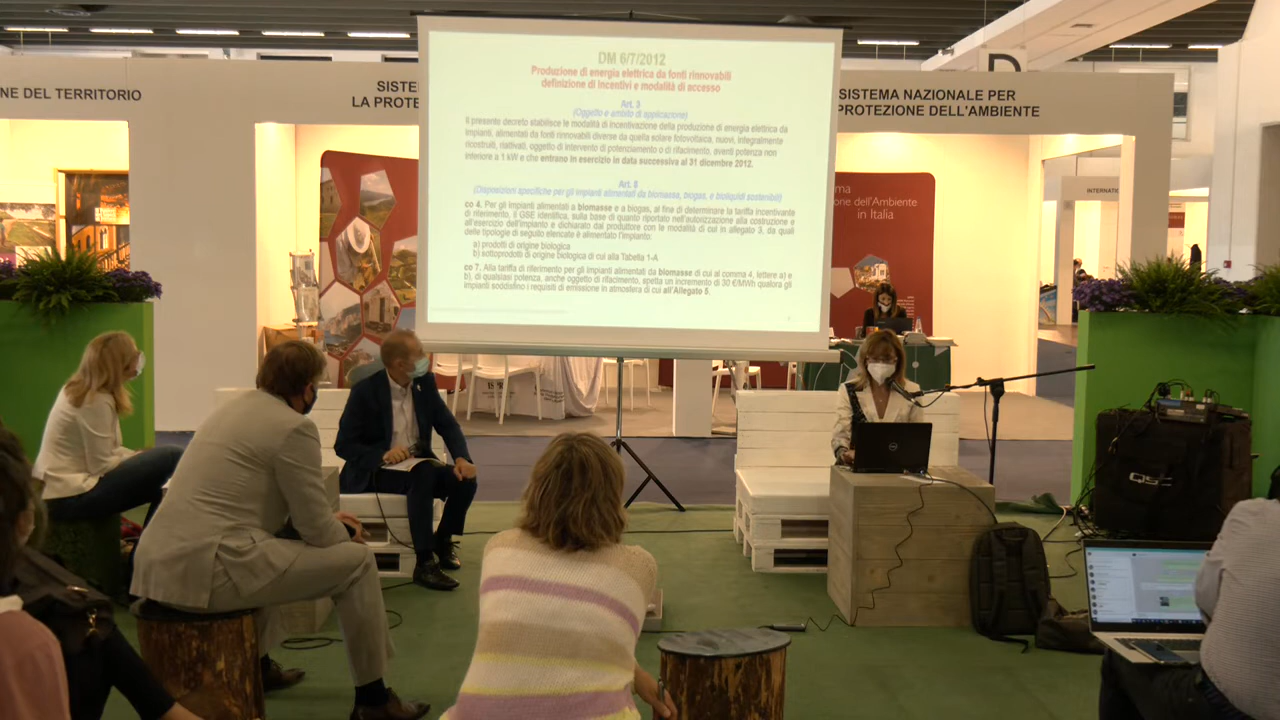 NE DEL TERRITORIO
SISTE
LA PROTE
DM 6/7/2012
Produzione di energia elettrica da fonti rinnovabili
definizione di incentivi e modalità di accesso
Art. 3
(Oggetto e ambito di applicazione)
Il presente decreto stabilisce le modalità di incentivazione della produzione di energia elettrica da
impianti, alimentati da fonti rinnovabili diverse da quella solare fotovoltaica, nuovi, integralmente
ricostruiti, riattivati, oggetto di intervento di potenziamento o di rifacimento, aventi potenza non
inferiore a 1 kW e che entrano in esercizio in data successiva al 31 dicembre 2012.
Art. 8
(Disposizioni specifiche per gli impianti alimentati da biomasse, biogas, e bioliquidi sostenibili)
co 4. Per gli impianti alimentati a biomasse e a biogas, al fine di determinare la tariffa incentivante
di riferimento, il GSE identifica, sulla base di quanto riportato nell'autorizzazione alla costruzione e
all'esercizio dell'impianto e dichiarato dal produttore con le modalità di cui in allegato 3, da quali
delle tipologie di seguito elencate è alimentato l'impianto:
a) prodotti di origine biologica
b) sottoprodotti di origine biologica di cui alla Tabella 1-A
co 7. Alla tariffa di riferimento per gli impianti alimentati da biomasse di cui al comma 4, lettere a) e
b), di qualsiasi potenza, anche oggetto di rifacimento, spetta un incremento di 30 €/MWh qualora gli
impianti soddisfino i requisiti di emissione in atmosfera di cui all'Allegato 5.
D
SISTEMA NAZIONALE PER
PROTEZIONE DELL'AMBIENTE
ma
one dell'Ambiente
in Italia
INTERNATI
ISPRA
DELL
QSC